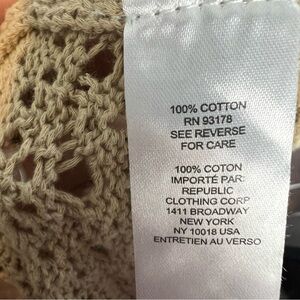 100% COTTON
RN 93178
SEE REVERSE
FOR CARE
100% COTON
IMPORTÉ PAR:
REPUBLIC
CLOTHING CORP
1411 BROADWAY
NEW YORK
NY 10018 USA
ENTRETIEN AU VERSO